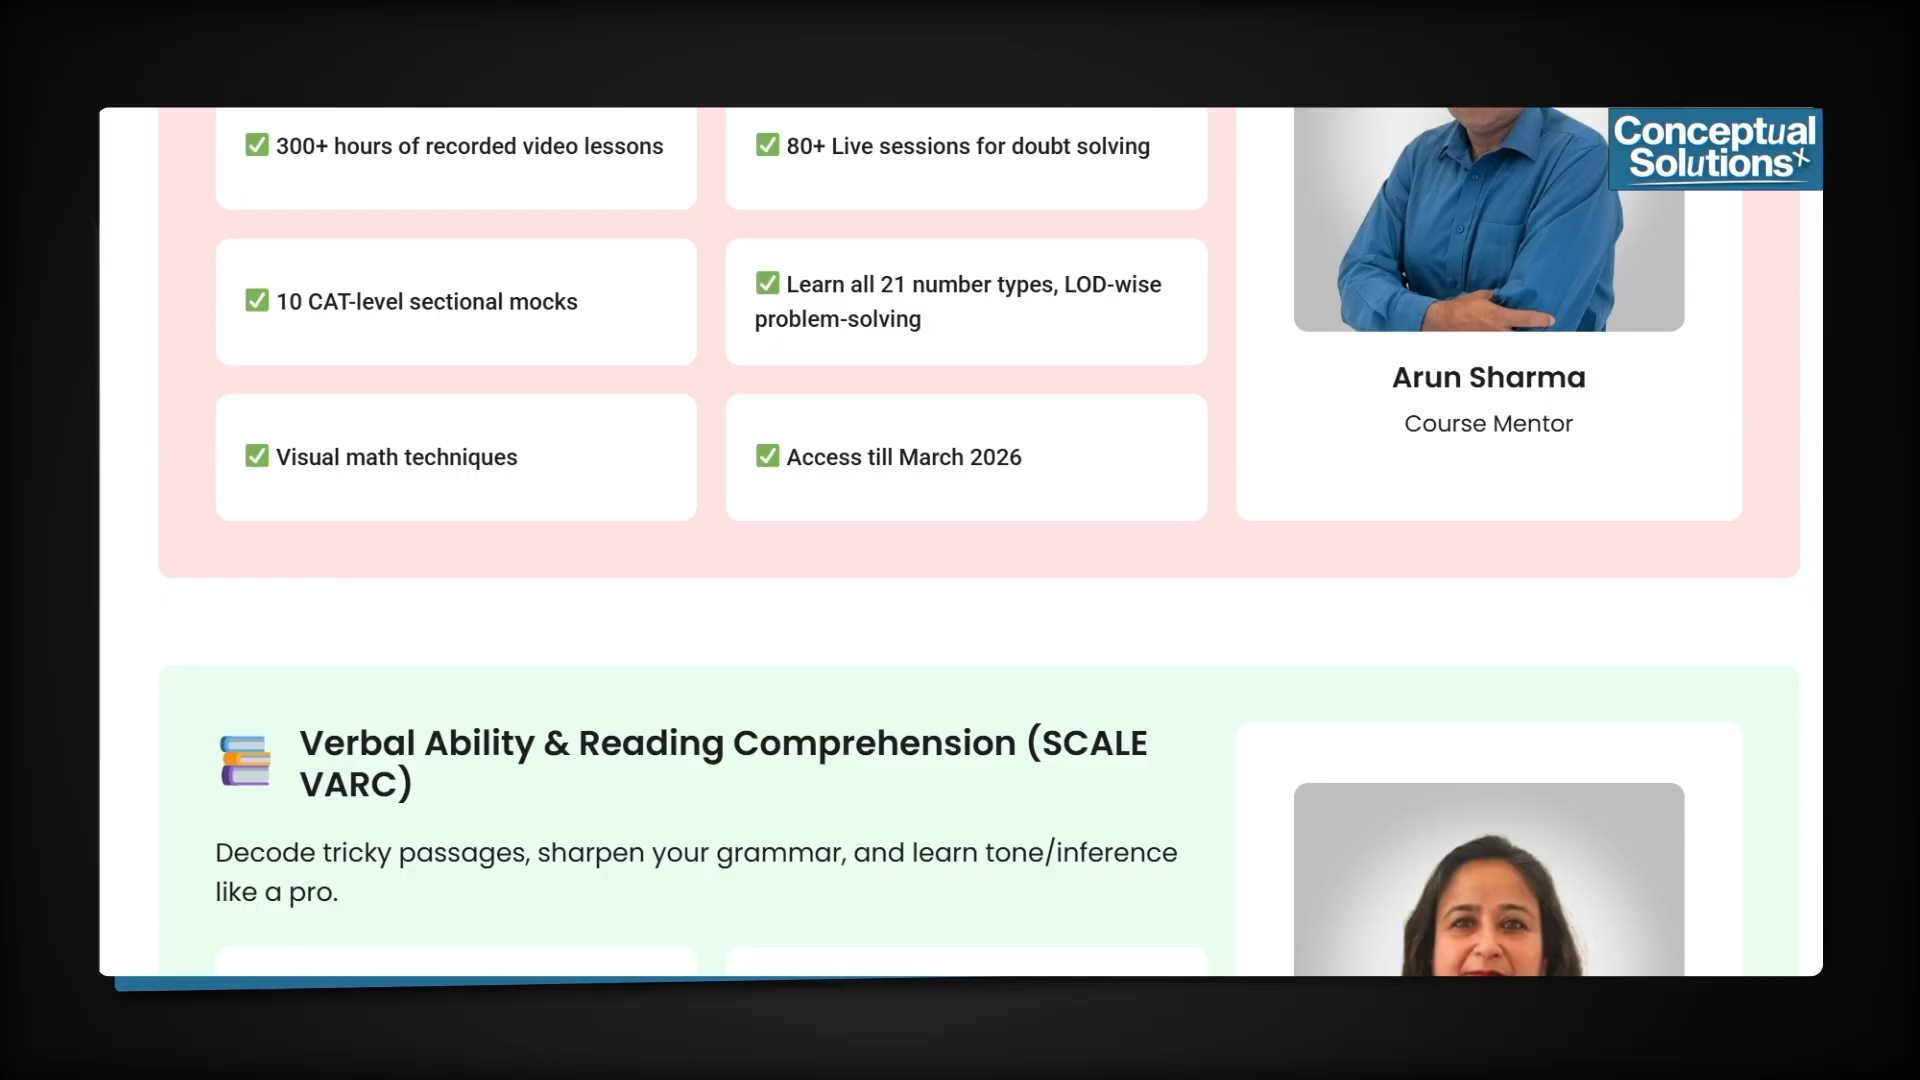 Conceptual
Solutions
✅ 300+ hours of recorded video lessons
✅ 80+ Live sessions for doubt solving
✅ 10 CAT-level sectional mocks
✅ Learn all 21 number types, LOD-wise
problem-solving
✅ Visual math techniques
✅ Access till March 2026
Arun Sharma
Course Mentor
Verbal Ability & Reading Comprehension (SCALE
VARC)
Decode tricky passages, sharpen your grammar, and learn tone/inference
like a pro.